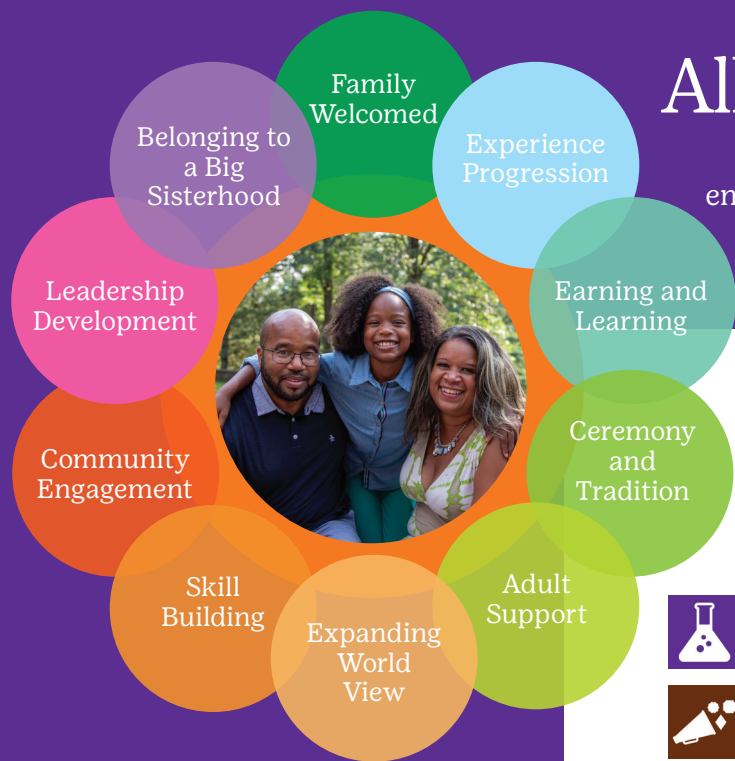 Family
Welcomed
Experience
Progression
Earning and
Learning
Ceremony
and
Tradition
Adult
Support
Expanding
World
View
Skill
Building
Community
Engagement
Leadership
Development
Belonging to
a Big
Sisterhood